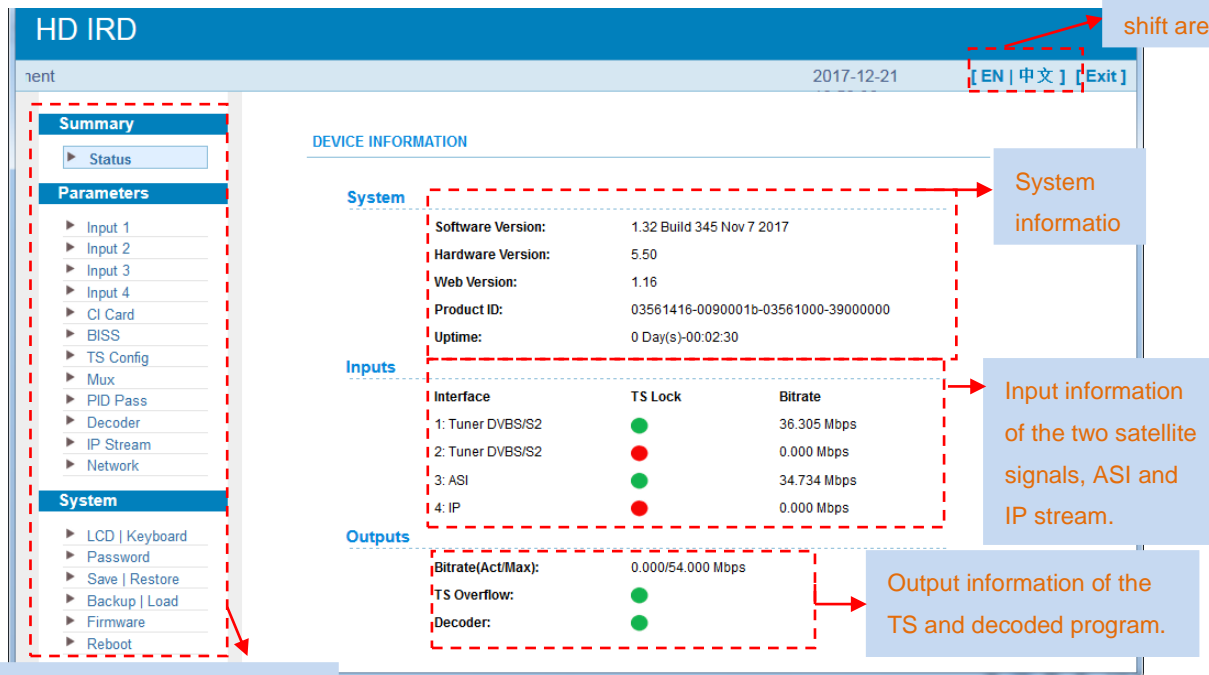 HD IRD
shift are
nent
2017-12-21
[ EN | 中文 ] [ Exit ]
Summary
Status
Parameters
Input 1
Input 2
Input 3
Input 4
CI Card
BISS
TS Config
Mux
PID Pass
Decoder
IP Stream
Network
System
LCD | Keyboard
Password
Save | Restore
Backup | Load
Firmware
Reboot
DEVICE INFORMATION
System
Software Version: 1.32 Build 345 Nov 7 2017
Hardware Version: 5.50
Web Version: 1.16
Product ID: 03561416-0090001b-03561000-39000000
Uptime: 0 Day(s)-00:02:30
System
informatio
Inputs
Interface TS Lock Bitrate
1: Tuner DVBS/S2 36.305 Mbps
2: Tuner DVBS/S2 0.000 Mbps
3: ASI 34.734 Mbps
4: IP 0.000 Mbps
Input information
of the two satellite
signals, ASI and
IP stream.
Outputs
Bitrate(Act/Max): 0.000/54.000 Mbps
TS Overflow:
Decoder:
Output information of the
TS and decoded program.